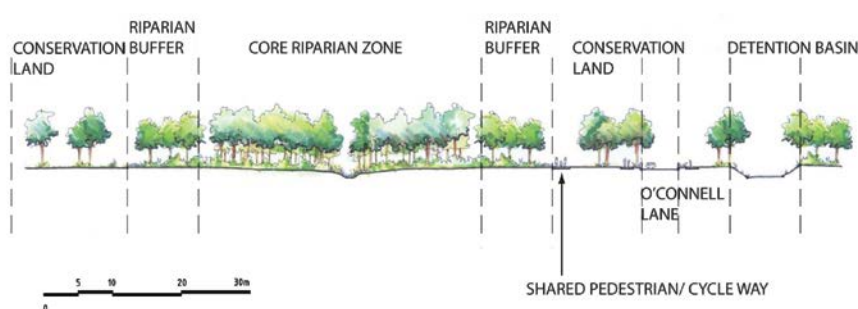 CONSERVATION
LAND
RIPARIAN
BUFFER
CORE RIPARIAN ZONE
RIPARIAN
BUFFER
CONSERVATION
LAND
DETENTION BASIN
O'CONNELL
LANE
SHARED PEDESTRIAN/ CYCLE WAY
5 10 20 30m
0